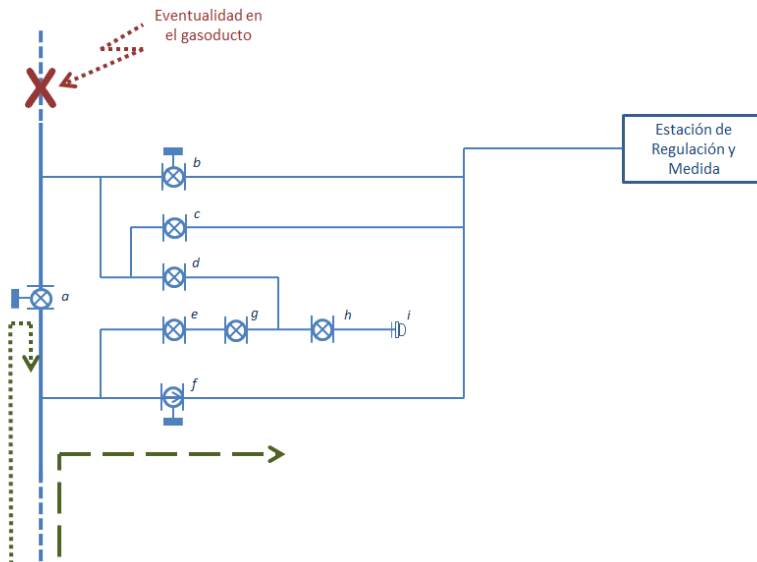 Eventualidad en
el gasoducto
Estación de
Regulación y
Medida
b
c
d
a
e
g
h
i
f